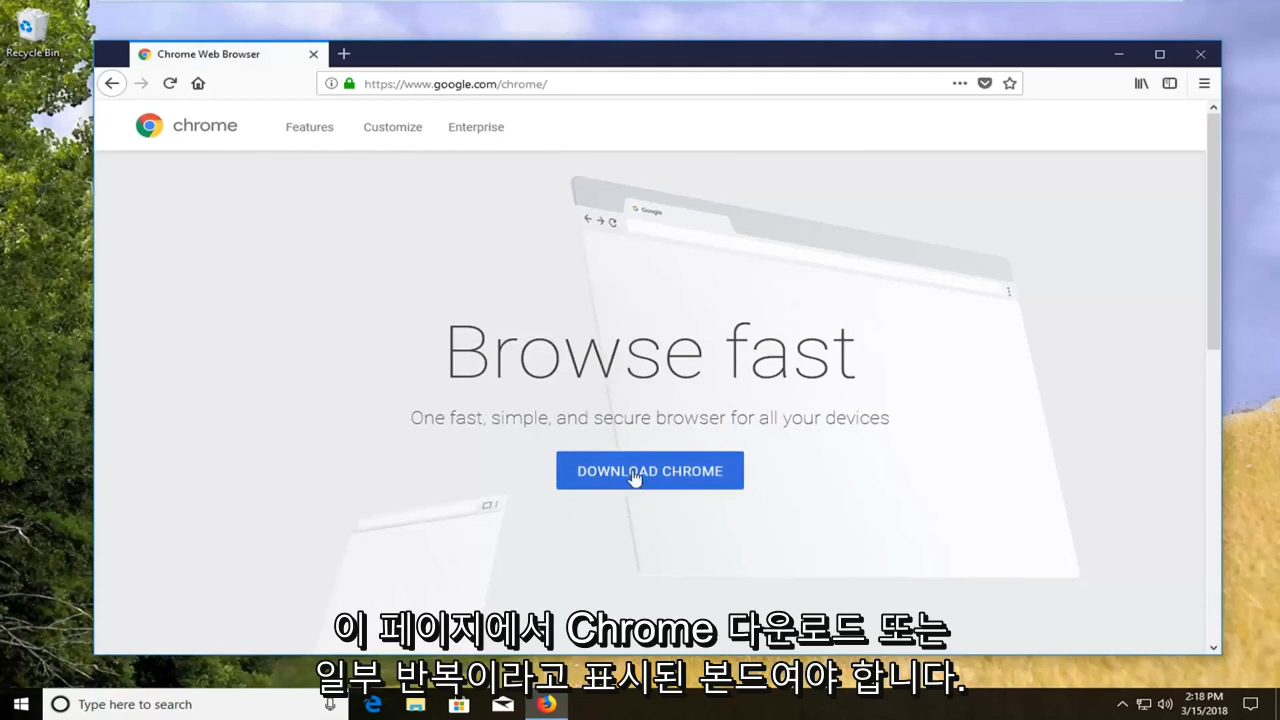 Recycle Bin
Chrome Web Browser
https://www.google.com/chrome/
chrome
Features
Customize
Enterprise
Google
Browse fast
One fast, simple, and secure browser for all your devices
DOWNLOAD CHROME
이 페이지에서 Chrome 다운로드 또는
일부 반복이라고 표시된 본드여야 합니다.
Type here to search
2:18 PM
3/15/2018